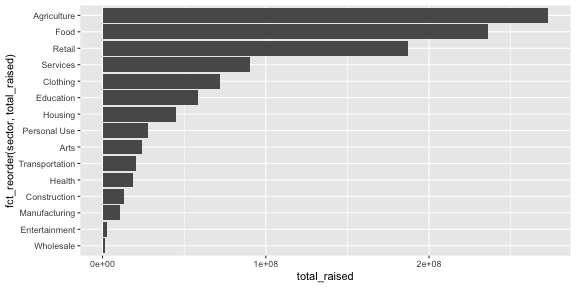 Agriculture
Food
Retail
Services
Clothing
Education
Housing
Personal Use
Arts
Transportation
Health
Construction
Manufacturing
Entertainment
Wholesale
fct_reorder(sector, total_raised)
0e+00 1e+08 2e+08
total_raised